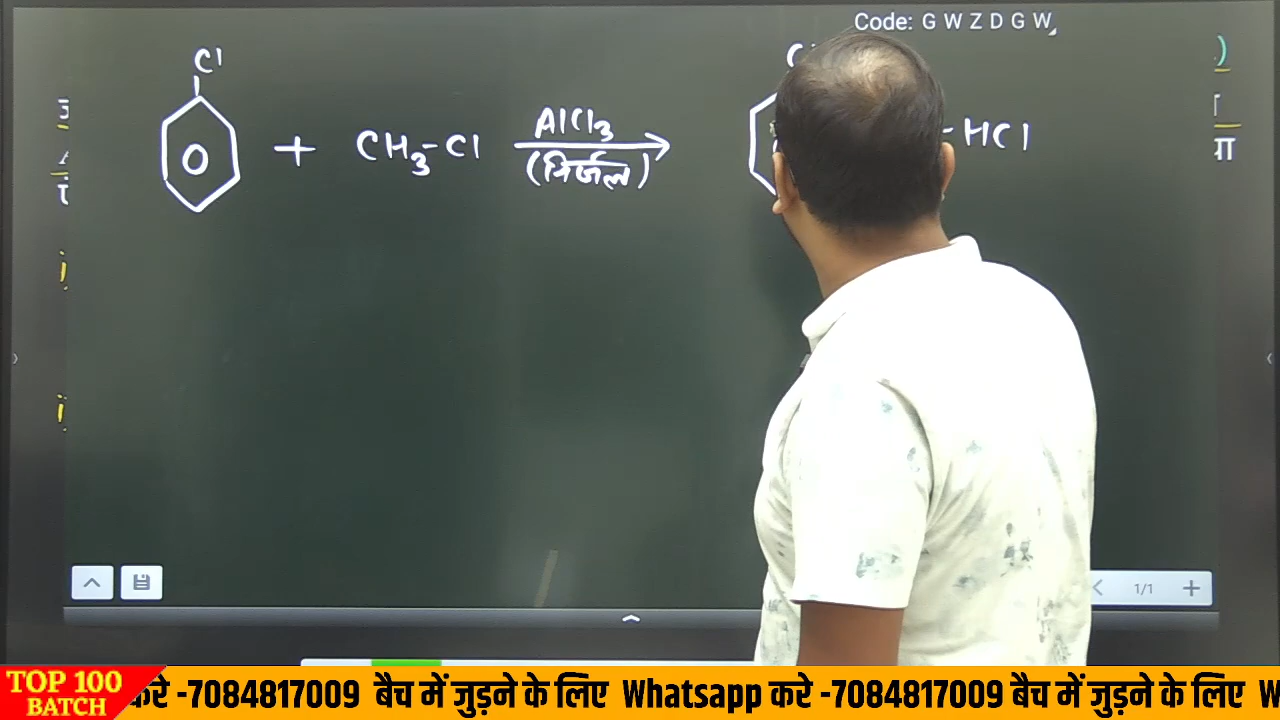 Code: G W Z D G W
Cl
CH₃-Cl
+
AlCl₃
(निर्जल)
HCl
1/1
TOP 100
BATCH
करे -7084817009 बैच में जुड़ने के लिए Whatsapp करे -7084817009 बैच में जुड़ने के लिए W